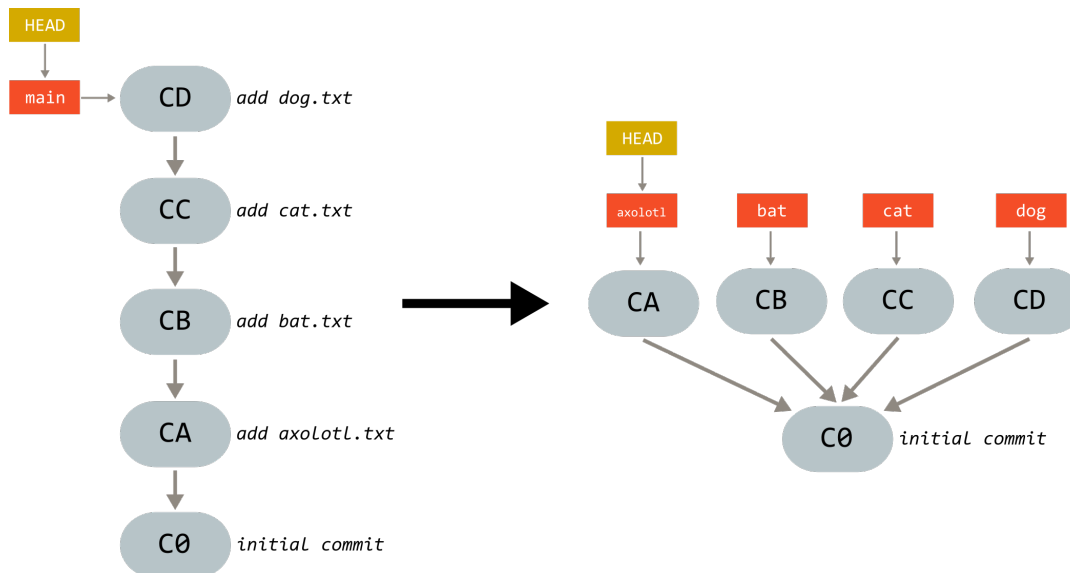 HEAD
main
CD add dog.txt
CC add cat.txt
CB add bat.txt
CA add axolotl.txt
C0 initial commit
HEAD
axolotl bat cat dog
CA CB CC CD
C0 initial commit